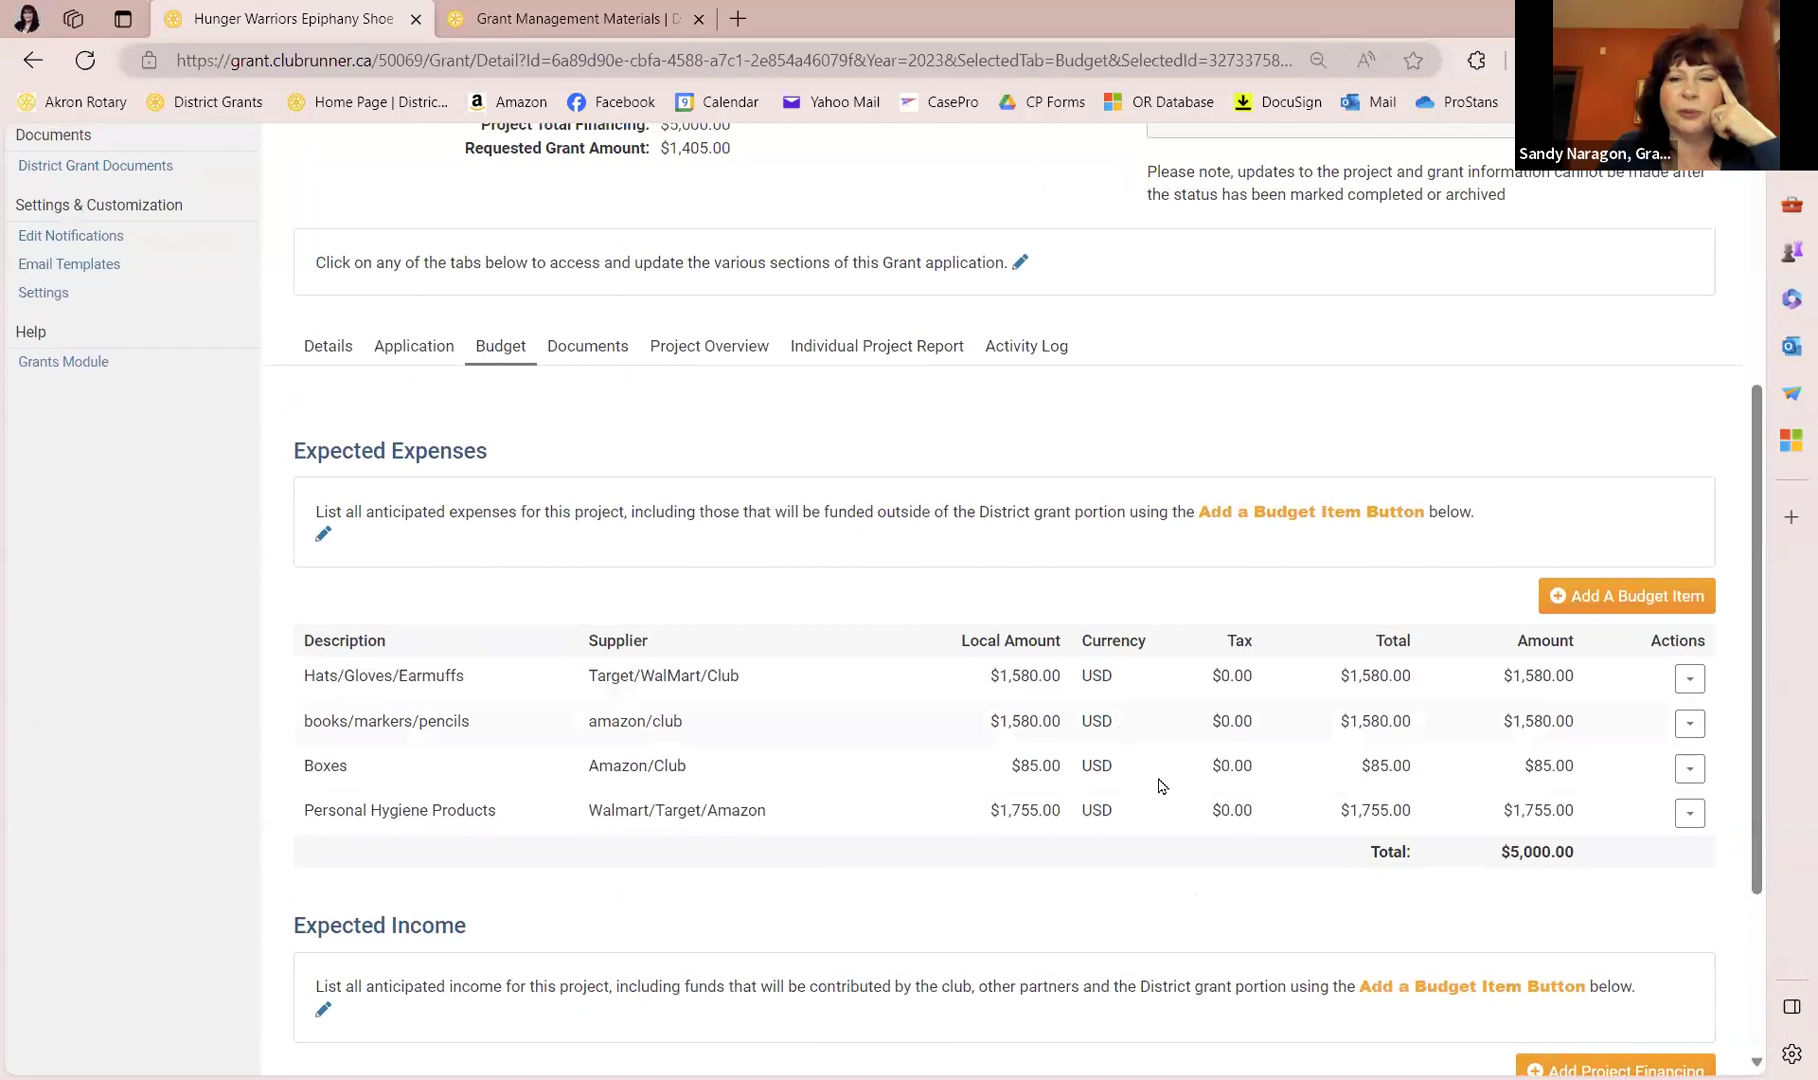 Hunger Warriors Epiphany Shoe
Grant Management Materials | D
https://grant.clubrunner.ca/50069/Grant/Detail?Id=6a89d90e-cbfa-4588-a7c1-2e854a46079f&Year=2023&SelectedTab=Budget&SelectedId=32733758...
Akron Rotary
District Grants
Home Page | Distric...
Amazon
Facebook
Calendar
Yahoo Mail
CasePro
CP Forms
OR Database
DocuSign
Mail
ProStans
Sandy Naragon, Gra...
Documents
District Grant Documents
Settings & Customization
Edit Notifications
Email Templates
Settings
Help
Grants Module
Project Total Financing: $5,000.00
Requested Grant Amount: $1,405.00
Please note, updates to the project and grant information cannot be made after
the status has been marked completed or archived
Click on any of the tabs below to access and update the various sections of this Grant application.
Details Application Budget Documents Project Overview Individual Project Report Activity Log
Expected Expenses
List all anticipated expenses for this project, including those that will be funded outside of the District grant portion using the Add a Budget Item Button below.
Add A Budget Item
Description Supplier Local Amount Currency Tax Total Amount Actions
Hats/Gloves/Earmuffs Target/WalMart/Club $1,580.00 USD $0.00 $1,580.00 $1,580.00
books/markers/pencils amazon/club $1,580.00 USD $0.00 $1,580.00 $1,580.00
Boxes Amazon/Club $85.00 USD $0.00 $85.00 $85.00
Personal Hygiene Products Walmart/Target/Amazon $1,755.00 USD $0.00 $1,755.00 $1,755.00
Total: $5,000.00
Expected Income
List all anticipated income for this project, including funds that will be contributed by the club, other partners and the District grant portion using the Add a Budget Item Button below.
Add Project Financing